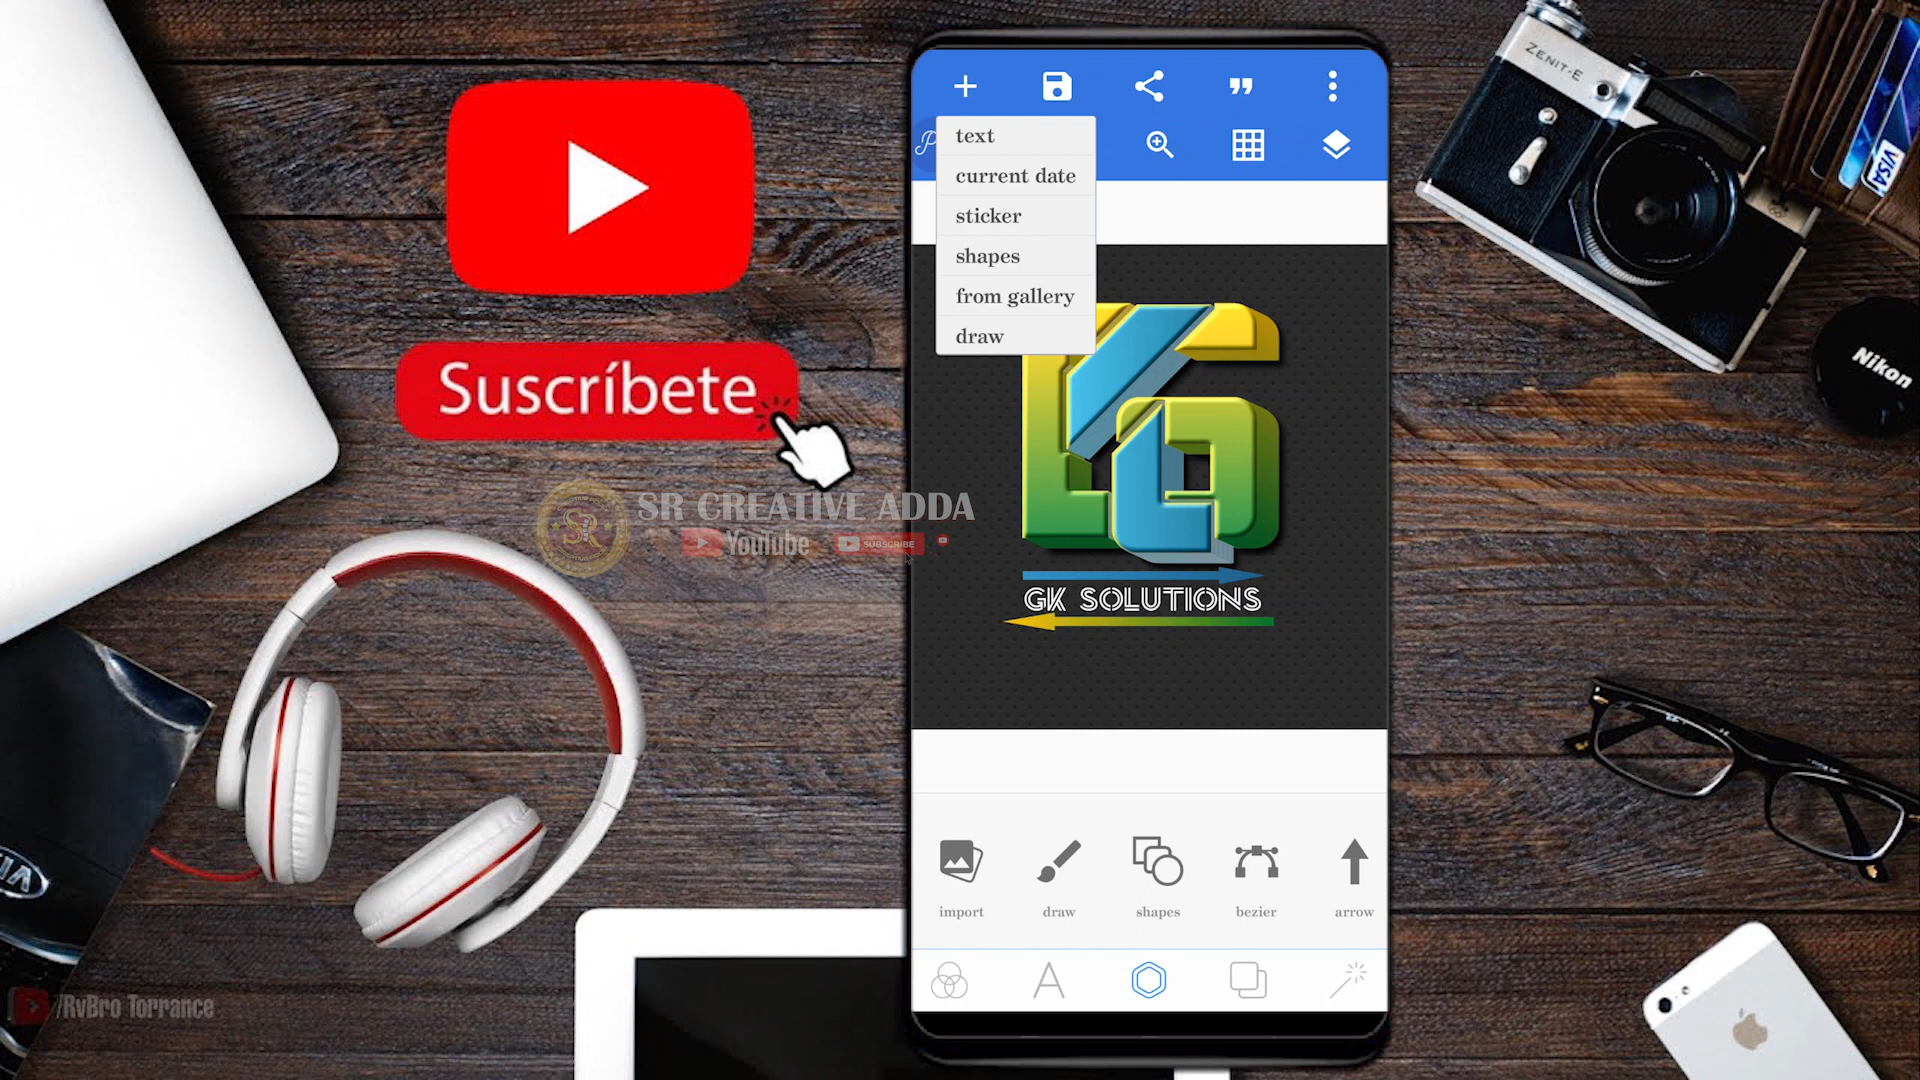 Suscríbete
SR CREATIVE ADDA
YouTube
SUBSCRIBE
/RvBro Torrance
text
current date
sticker
shapes
from gallery
draw
GK SOLUTIONS
import
draw
shapes
bezier
arrow
A
ZENIT-E
VISA
Nikon